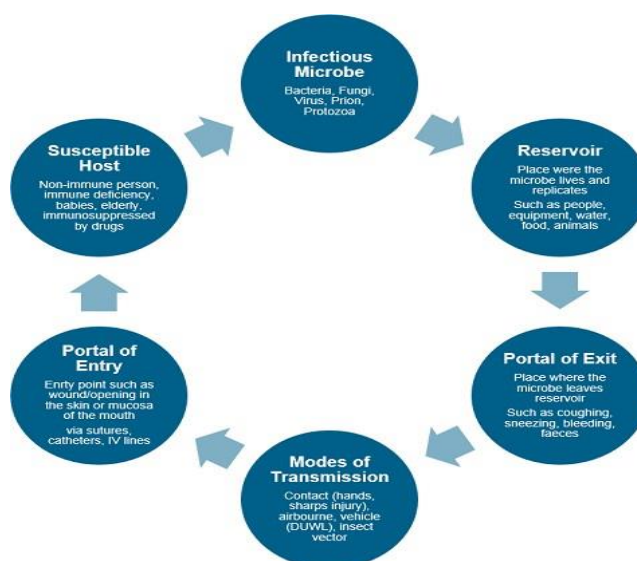 Infectious
Microbe
Bacteria, Fungi,
Virus, Prion,
Protozoa
Reservoir
Place were the
microbe lives and
replicates
Such as people,
equipment, water,
food, animals
Portal of Exit
Place where the
microbe leaves
reservoir
Such as coughing,
sneezing, bleeding,
faeces
Modes of
Transmission
Contact (hands,
sharps injury),
airbourne, vehicle
(DUWL), insect
vector
Portal of
Entry
Enrty point such as
wound/opening in
the skin or mucosa
of the mouth
via sutures,
catheters, IV lines
Susceptible
Host
Non-immune person,
immune deficiency,
babies, elderly,
immunosuppressed
by drugs